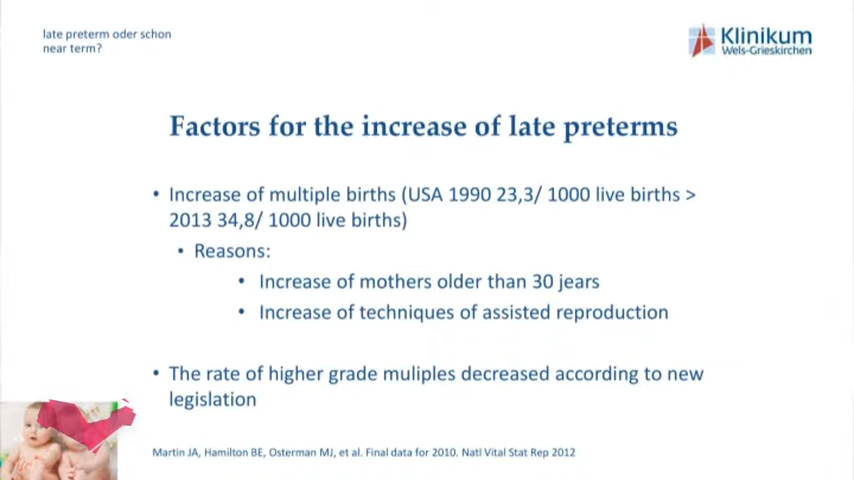 late preterm oder schon
near term?
Klinikum
Wels-Grieskirchen
Factors for the increase of late preterms
• Increase of multiple births (USA 1990 23,3/ 1000 live births >
2013 34,8/ 1000 live births)
• Reasons:
• Increase of mothers older than 30 jears
• Increase of techniques of assisted reproduction
• The rate of higher grade muliples decreased according to new
legislation
Martin JA, Hamilton BE, Osterman MJ, et al. Final data for 2010. Natl Vital Stat Rep 2012